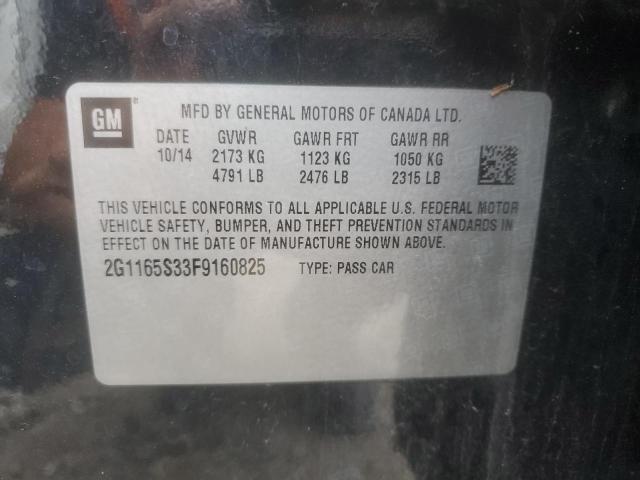 GM ®
MFD BY GENERAL MOTORS OF CANADA LTD.
DATE GVWR GAWR FRT GAWR RR
10/14 2173 KG 1123 KG 1050 KG
4791 LB 2476 LB 2315 LB
THIS VEHICLE CONFORMS TO ALL APPLICABLE U.S. FEDERAL MOTOR
VEHICLE SAFETY, BUMPER, AND THEFT PREVENTION STANDARDS IN
EFFECT ON THE DATE OF MANUFACTURE SHOWN ABOVE.
2G1165S33F9160825 TYPE: PASS CAR